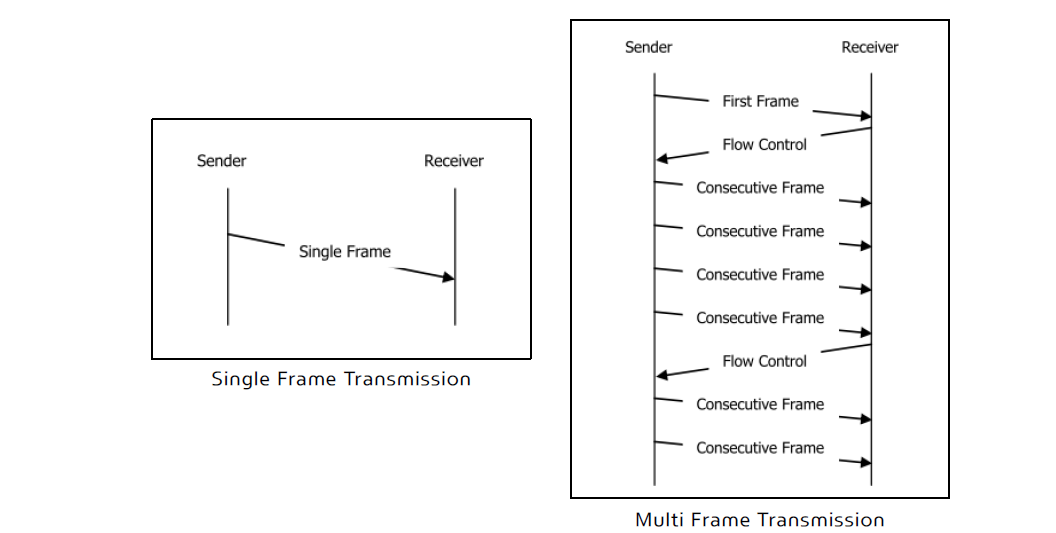 Sender
Receiver
Single Frame
Single Frame Transmission
Sender
Receiver
First Frame
Flow Control
Consecutive Frame
Consecutive Frame
Consecutive Frame
Consecutive Frame
Flow Control
Consecutive Frame
Consecutive Frame
Multi Frame Transmission